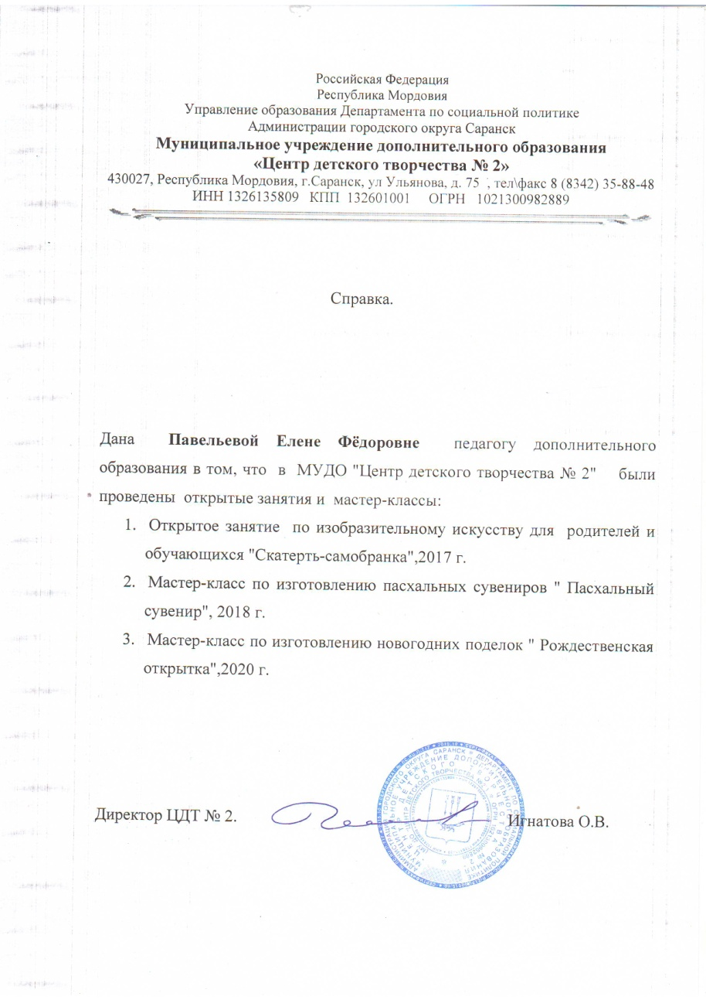 Российская Федерация
Республика Мордовия
Управление образования Департамента по социальной политике
Администрации городского округа Саранск
Муниципальное учреждение дополнительного образования
«Центр детского творчества № 2»
430027, Республика Мордовия, г.Саранск, ул Ульянова, д. 75 , тел\факс 8 (8342) 35-88-48
ИНН 1326135809 КПП 132601001 ОГРН 1021300982889
Справка.
Дана Павельевой Елене Фёдоровне педагогу дополнительного
образования в том, что в МУДО "Центр детского творчества № 2" были
проведены открытые занятия и мастер-классы:
1. Открытое занятие по изобразительному искусству для родителей и
обучающихся "Скатерть-самобранка",2017 г.
2. Мастер-класс по изготовлению пасхальных сувениров " Пасхальный
сувенир", 2018 г.
3. Мастер-класс по изготовлению новогодних поделок " Рождественская
открытка",2020 г.
Директор ЦДТ № 2.
Игнатова О.В.